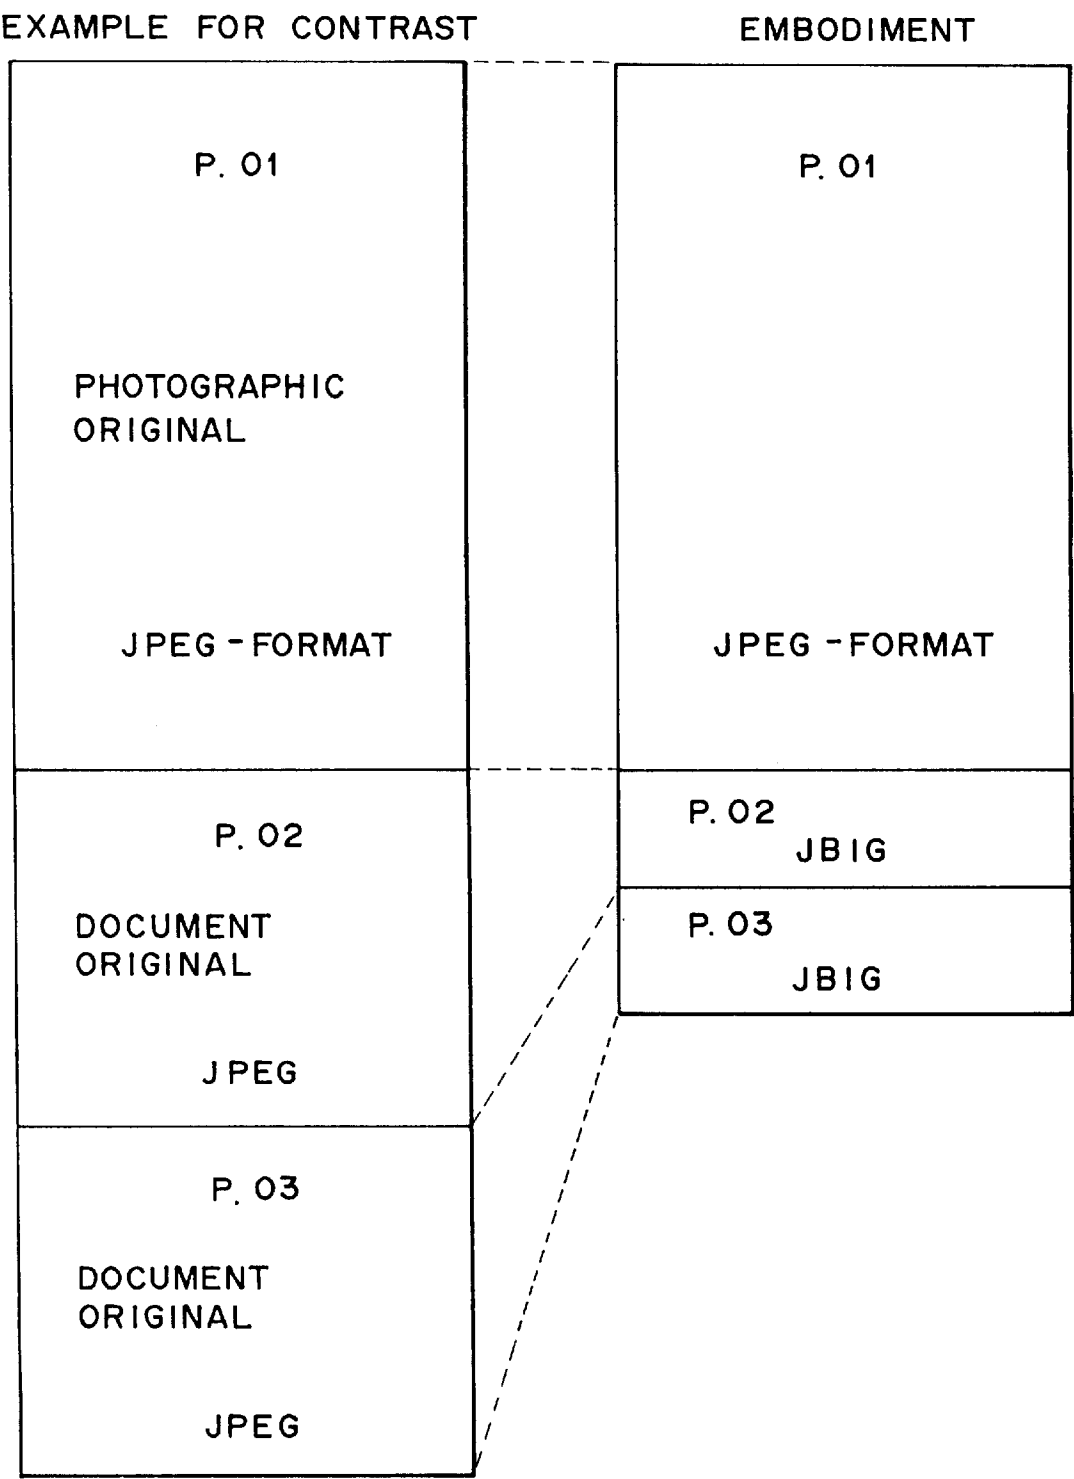 EXAMPLE FOR CONTRAST
P. 01
PHOTOGRAPHIC
ORIGINAL
JPEG-FORMAT
P. 02
DOCUMENT
ORIGINAL
JPEG
P. 03
DOCUMENT
ORIGINAL
JPEG
EMBODIMENT
P. 01
JPEG-FORMAT
P. 02
JBIG
P. 03
JBIG